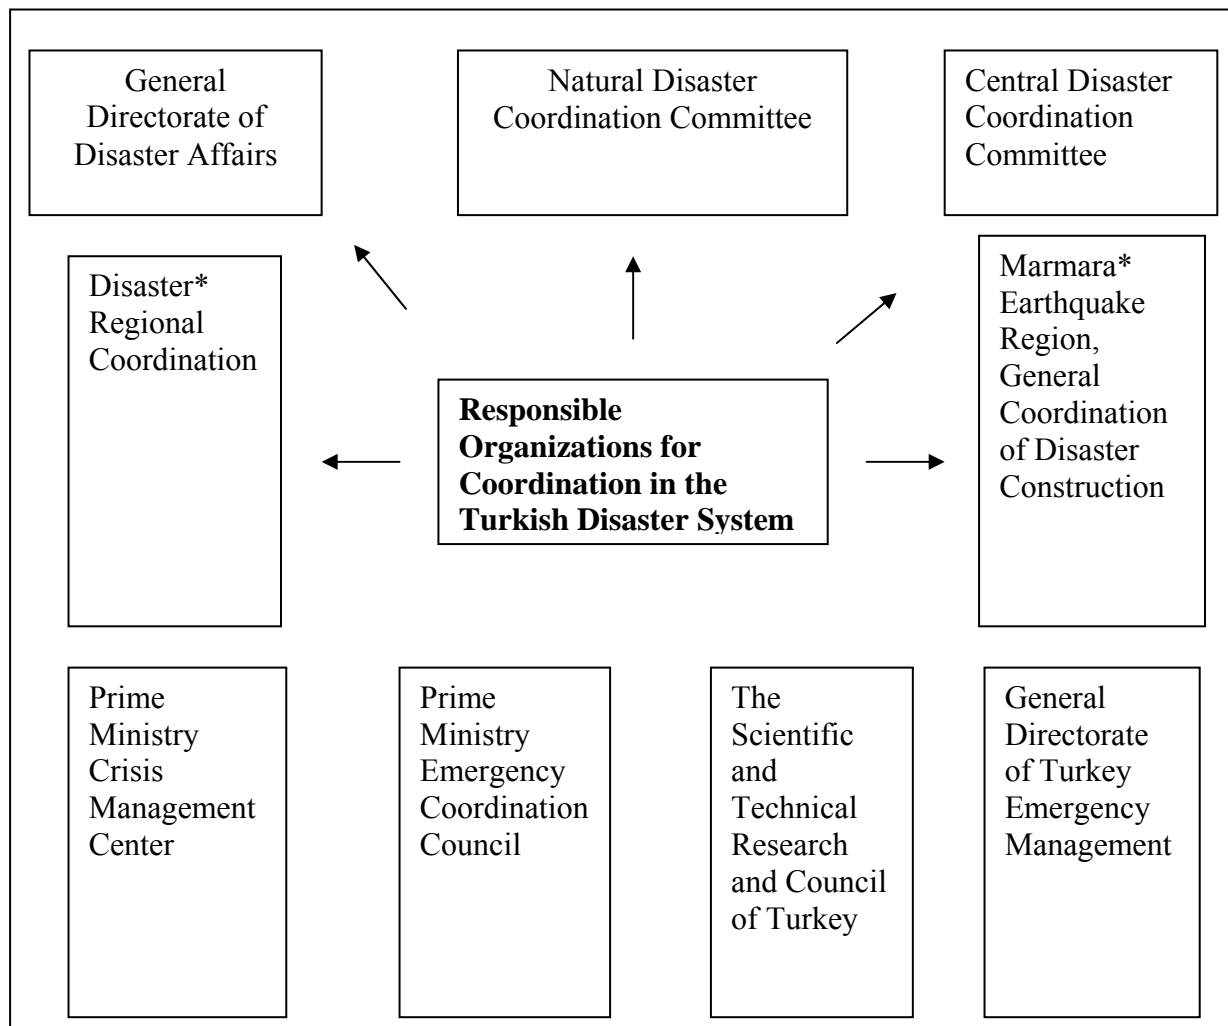 General
Directorate of
Disaster Affairs
Natural Disaster
Coordination Committee
Central Disaster
Coordination
Committee
Disaster*
Regional
Coordination
Marmara*
Earthquake
Region,
General
Coordination
of Disaster
Construction
Responsible
Organizations for
Coordination in the
Turkish Disaster System
Prime
Ministry
Crisis
Management
Center
Prime
Ministry
Emergency
Coordination
Council
The
Scientific
and
Technical
Research
and Council
of Turkey
General
Directorate
of Turkey
Emergency
Management